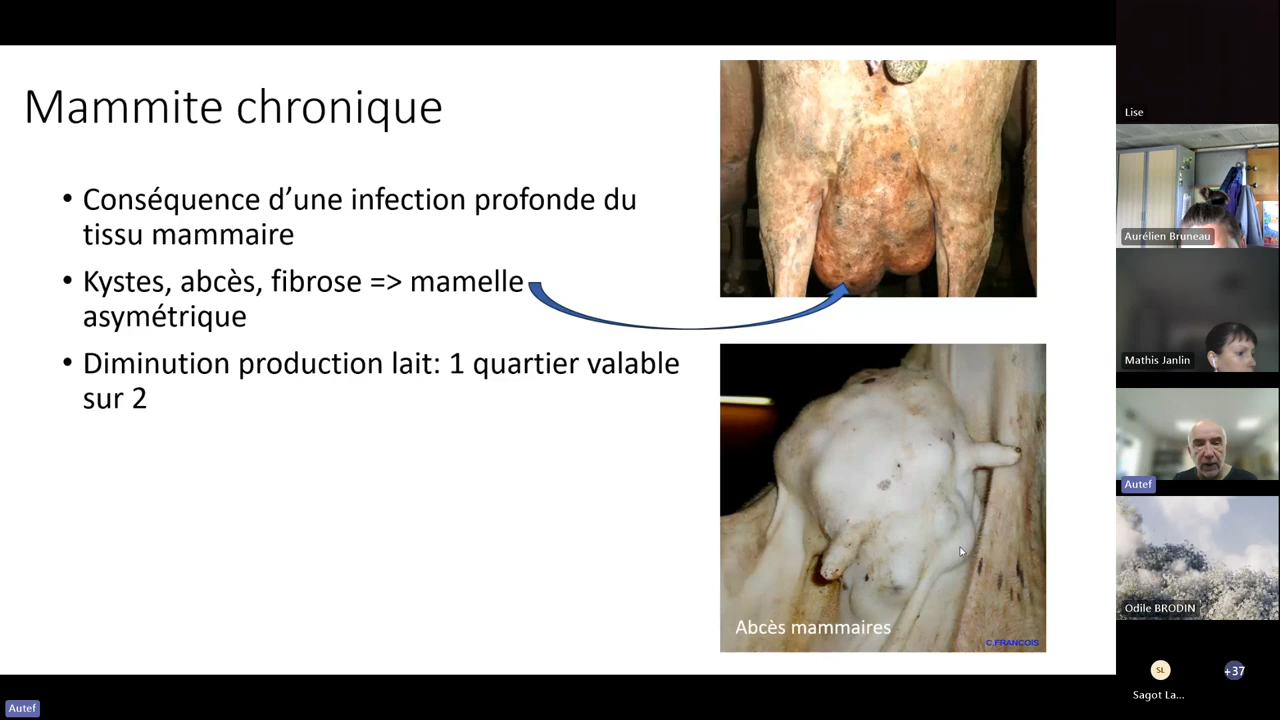 Mammite chronique
• Conséquence d’une infection profonde du
tissu mammaire
• Kystes, abcès, fibrose => mamelle
asymétrique
• Diminution production lait: 1 quartier valable
sur 2
Abcès mammaires
C.FRANCOIS
Lise
Aurélien Bruneau
Mathis Janlin
Autef
Odile BRODIN
SL
+37
Sagot La...
Autef